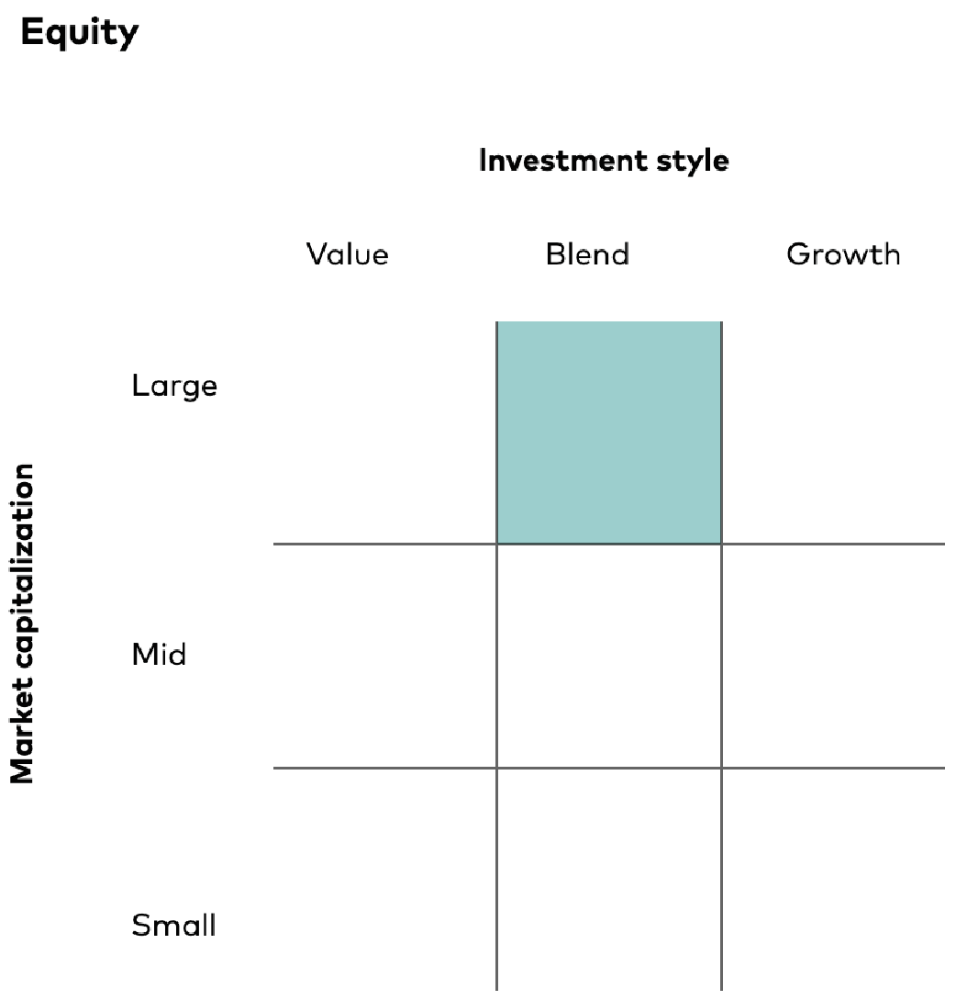 Equity
Investment style
Value Blend Growth
Large
Market capitalization
Mid
Small